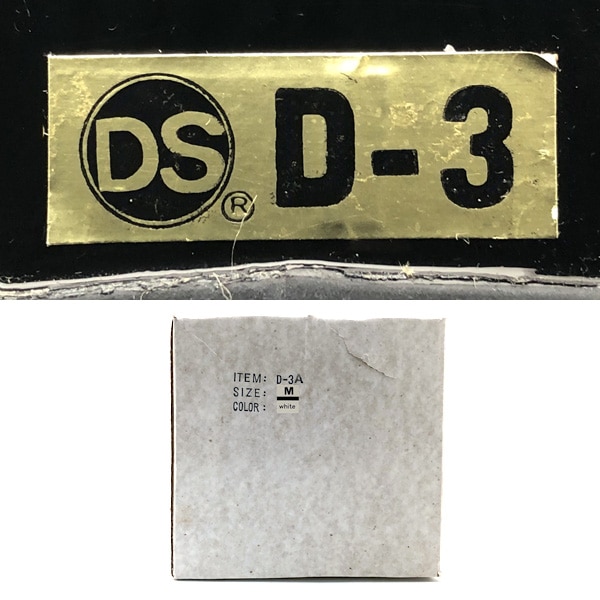 DS® D-3
ITEM: D-3A
SIZE: M
COLOR: white